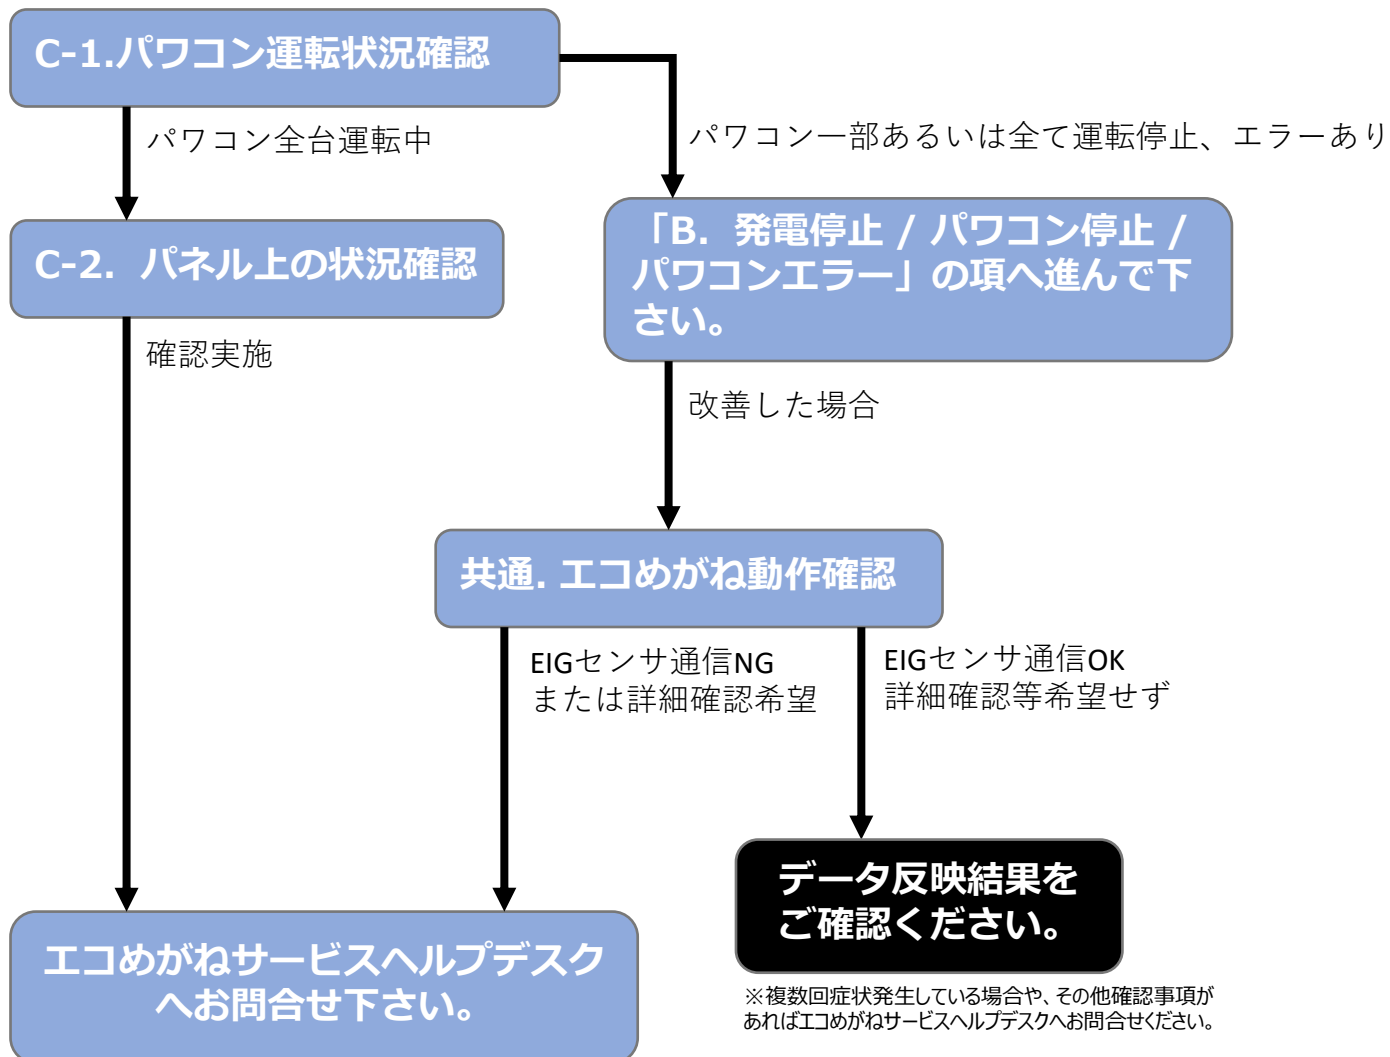 C-1.パワコン運転状況確認
パワコン全台運転中
パワコン一部あるいは全て運転停止、エラーあり
C-2. パネル上の状況確認
「B. 発電停止 / パワコン停止 /
パワコンエラー」の項へ進んで下
さい。
確認実施
改善した場合
共通. エコめがね動作確認
EIGセンサ通信NG
または詳細確認希望
EIGセンサ通信OK
詳細確認等希望せず
データ反映結果を
ご確認ください。
エコめがねサービスヘルプデスク
へお問合せ下さい。
※複数回症状発生している場合や、その他確認事項が
あればエコめがねサービスヘルプデスクへお問合せください。